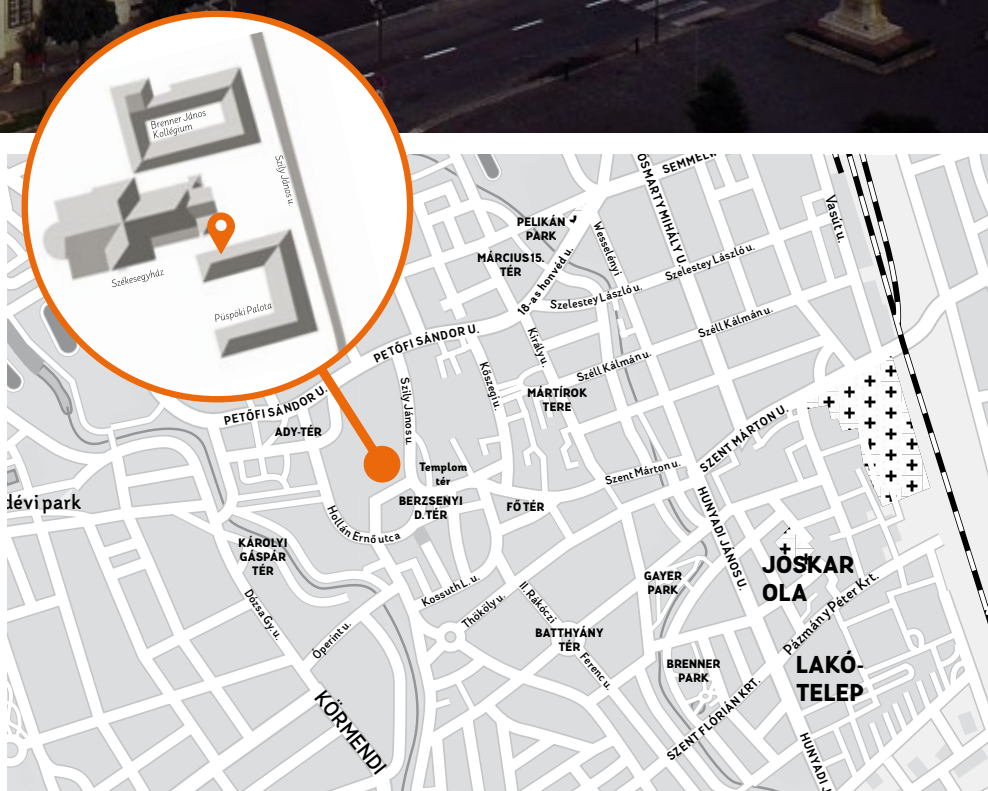 Brenner János
Kollégium
Szily János u.
Székesegyház
Püspöki Palota
SEMMELW
ÖSMARTY MIHÁLY U.
Vasút u.
PELIKÁN
PARK
Wesselényi
MÁRCIUS 15.
TÉR
18-as honvéd u.
Szelestey László u.
Szelestey László u.
PETŐFI SÁNDOR U.
Király u.
Széll Kálmán u.
Széll Kálmán u.
Kőszegi u.
Szily János u.
MÁRTÍROK
TERE
PETŐFI SÁNDOR U.
ADY-TÉR
SZENT MÁRTON U.
Templom
tér
Szent Márton u.
dévi park
BERZSENYI
D. TÉR
FŐ TÉR
Hollán Ernő utca
HUNYADI JÁNOS U.
KÁROLYI
GÁSPÁR
TÉR
JÓSKAR
OLA
GAYER
PARK
Kossuth L. u.
Thököly u.
II. Rákóczi
Ferenc u.
Dózsa Gy. u.
Óperint u.
BATTHYÁNY
TÉR
Pázmány Péter Krt.
BRENNER
PARK
LAKÓ-
TELEP
KÖRMENDI
SZENT FLÓRIÁN KRT.
HUNYADI J